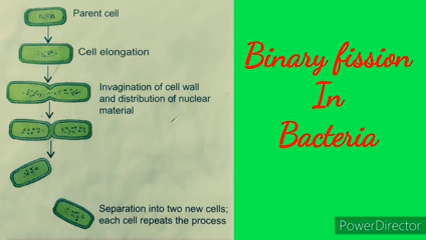 Parent cell
Cell elongation
Invagination of cell wall
and distribution of nuclear
material
Separation into two new cells;
each cell repeats the process
Binary fission
In
Bacteria
PowerDirector